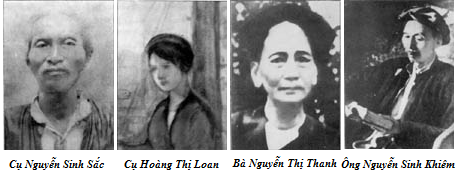 Cụ Nguyễn Sinh Sắc
Cụ Hoàng Thị Loan
Bà Nguyễn Thị Thanh
Ông Nguyễn Sinh Khiêm